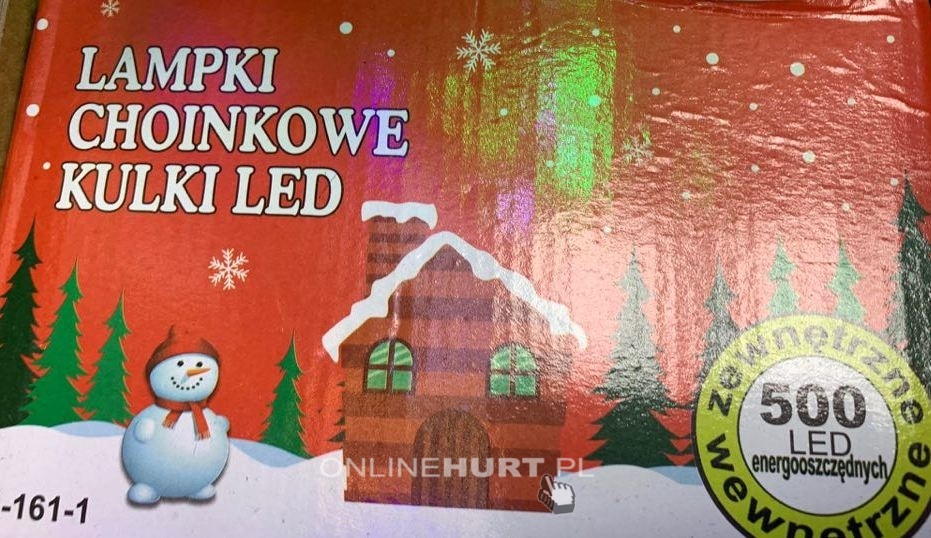 LAMPKI
CHOINKOWE
KULKI LED
zewnętrzne
500
LED
energooszczędnych
wewnętrzne
ONLINEHURT.PL
-161-1